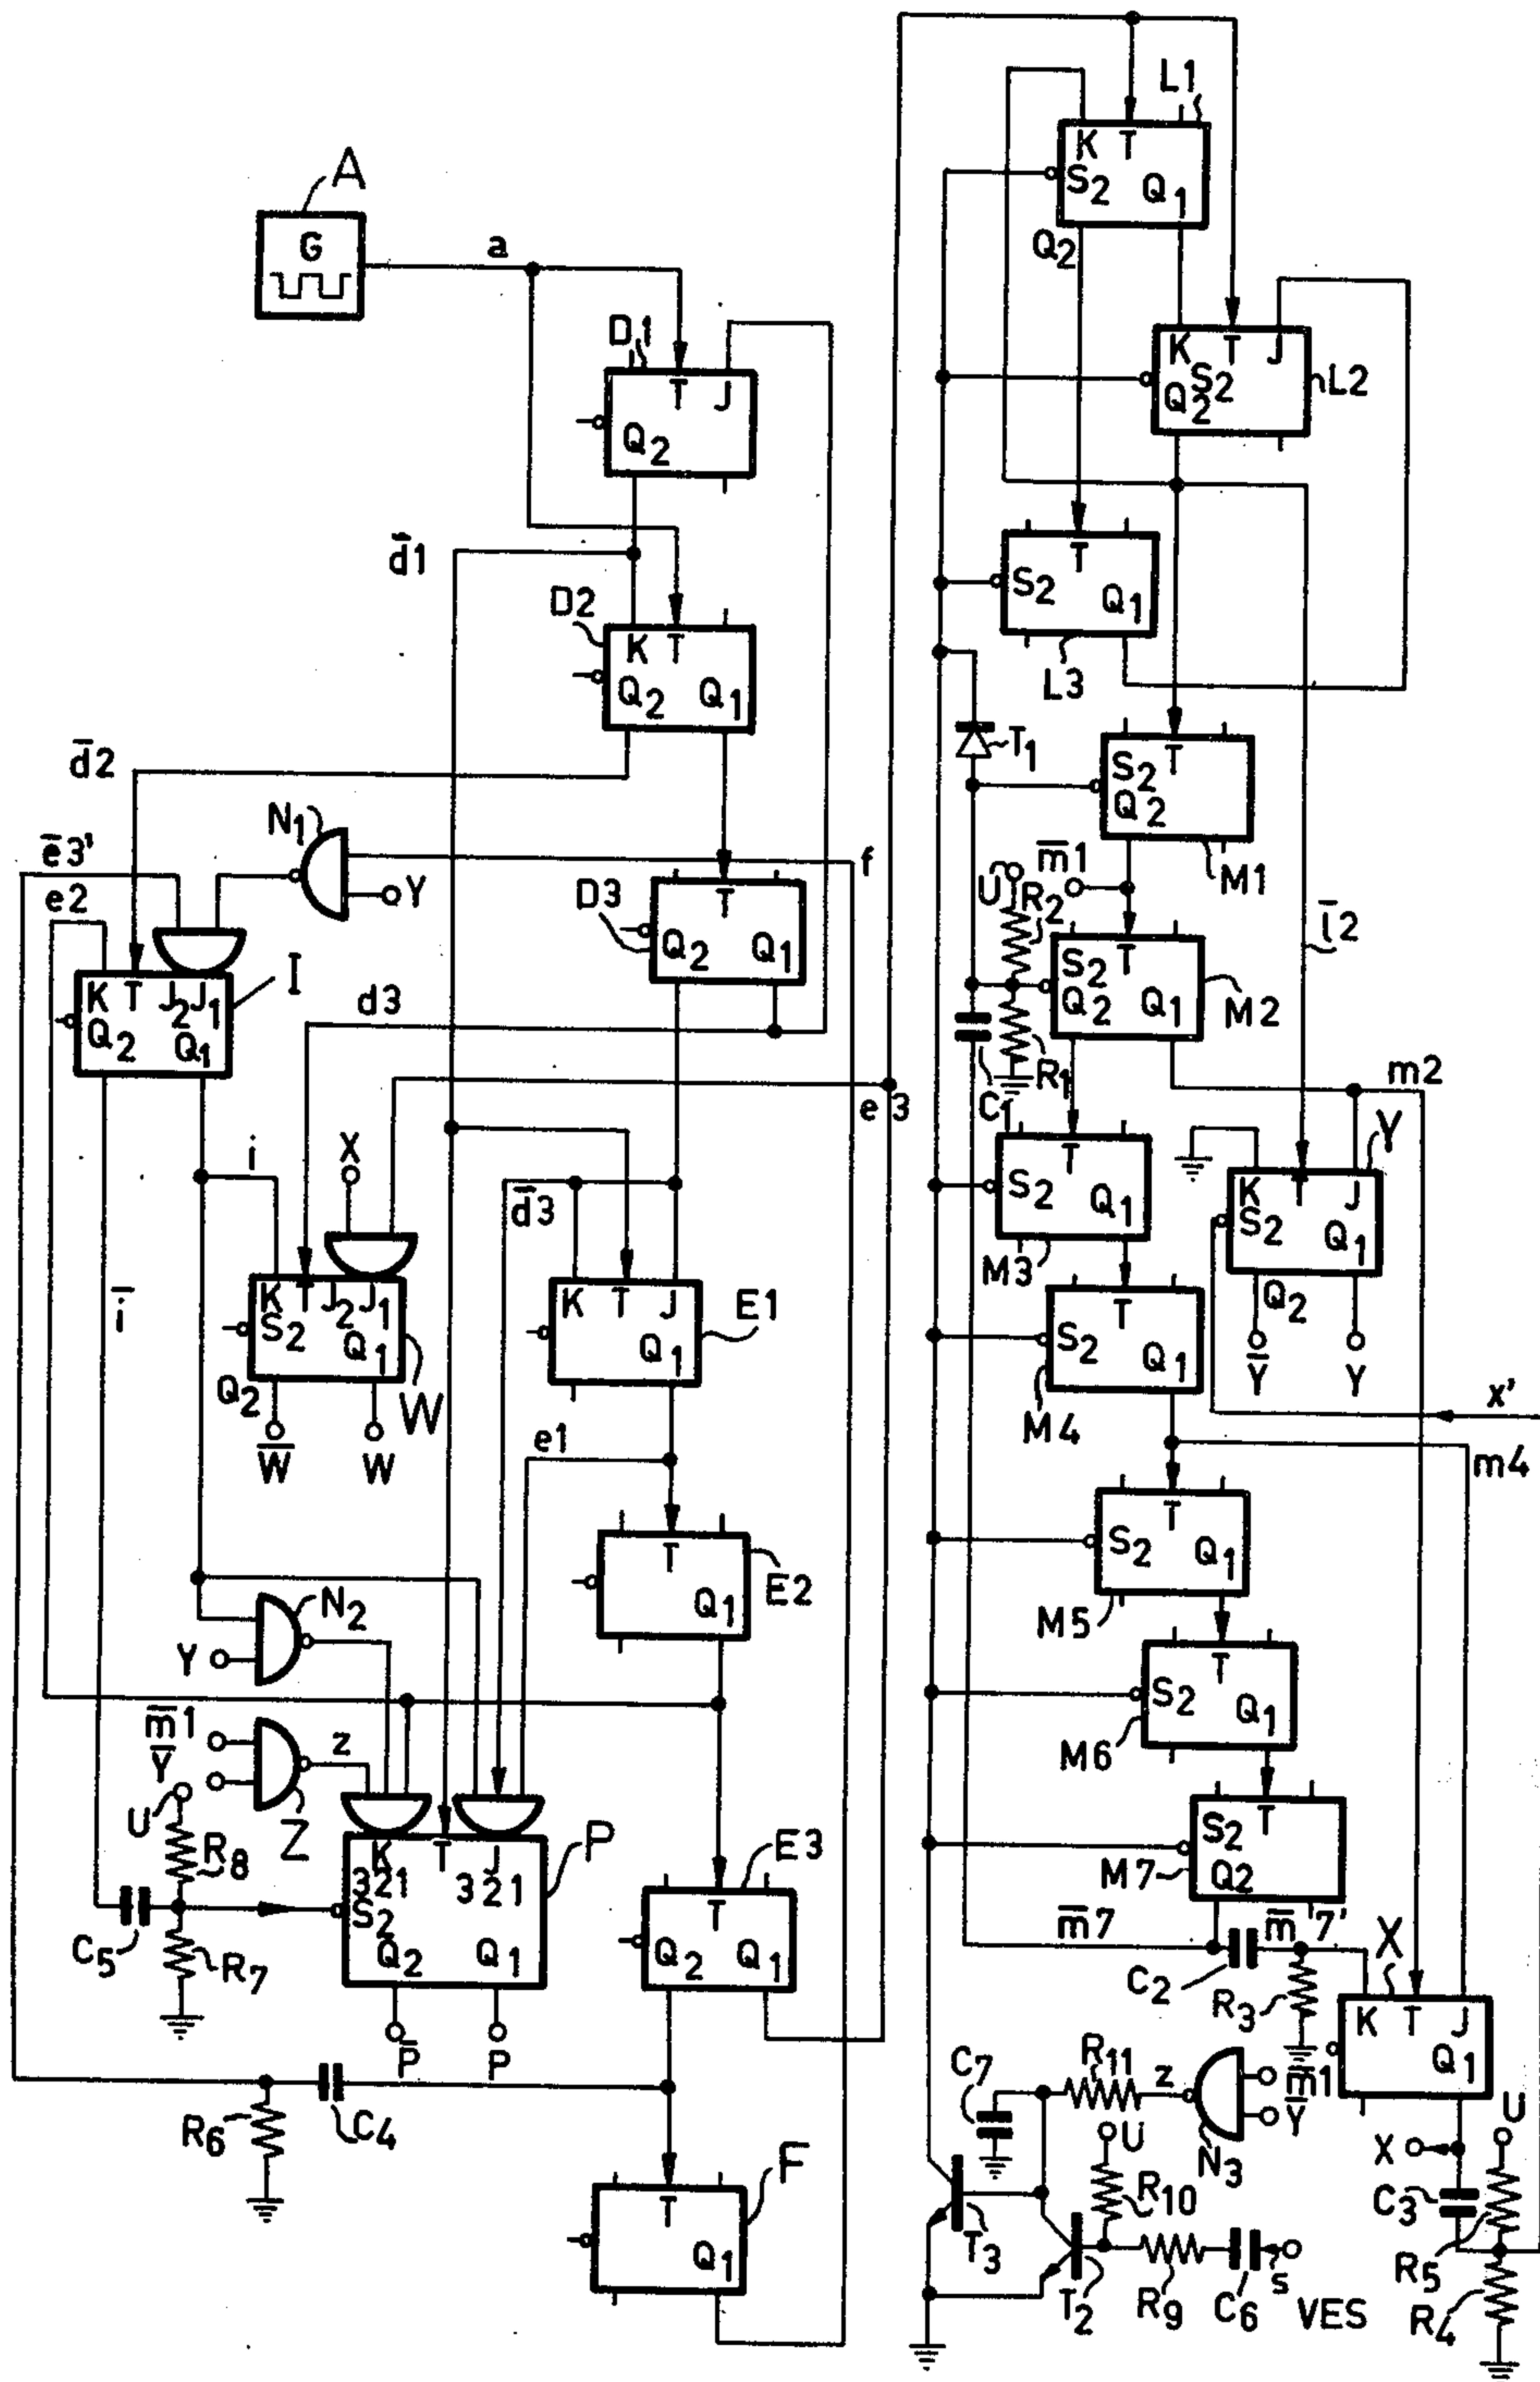 A
G
a
D1
T J
Q2
d̅1
D2
K T
Q2 Q1
d̅2
N1
e̅3'
Y
f
e2
D3
T
Q2 Q1
I
K T J2 J1
Q2 Q1
d3
e3
i
X
d̅3
i̅
K T J2 J1
S2 Q1
Q2
W
W̅ W
K T J
Q1
E1
e1
T
Q1
E2
N2
Y
m̅1
Y̅
z
Z
U
R8
C5
R7
K T J
321 321
S2
Q2 Q1
P
P̅ P
E3
T
Q2 Q1
R6
C4
F
T
Q1
L1
K T
S2 Q1
Q2
K T J
S2
Q2
L2
T
S2 Q1
L3
T1
S2 T
Q2
M1
m̅1
U
R2
S2 T
Q2 Q1
M2
l̅2
C1
R1
m2
T
S2 Q1
M3
Y
K T J
S2 Q1
Q2
Y̅ Y
T
S2 Q1
M4
x'
m4
T
S2 Q1
M5
T
S2 Q1
M6
S2 T
Q2
M7
m̅7
m̅7'
X
C2
R3
K T J
Q1
C7
R11
z
m̅1
Y̅
N3
U
R10
T3
T2
R9
C6
s
VES
X
C3
U
R5
R4